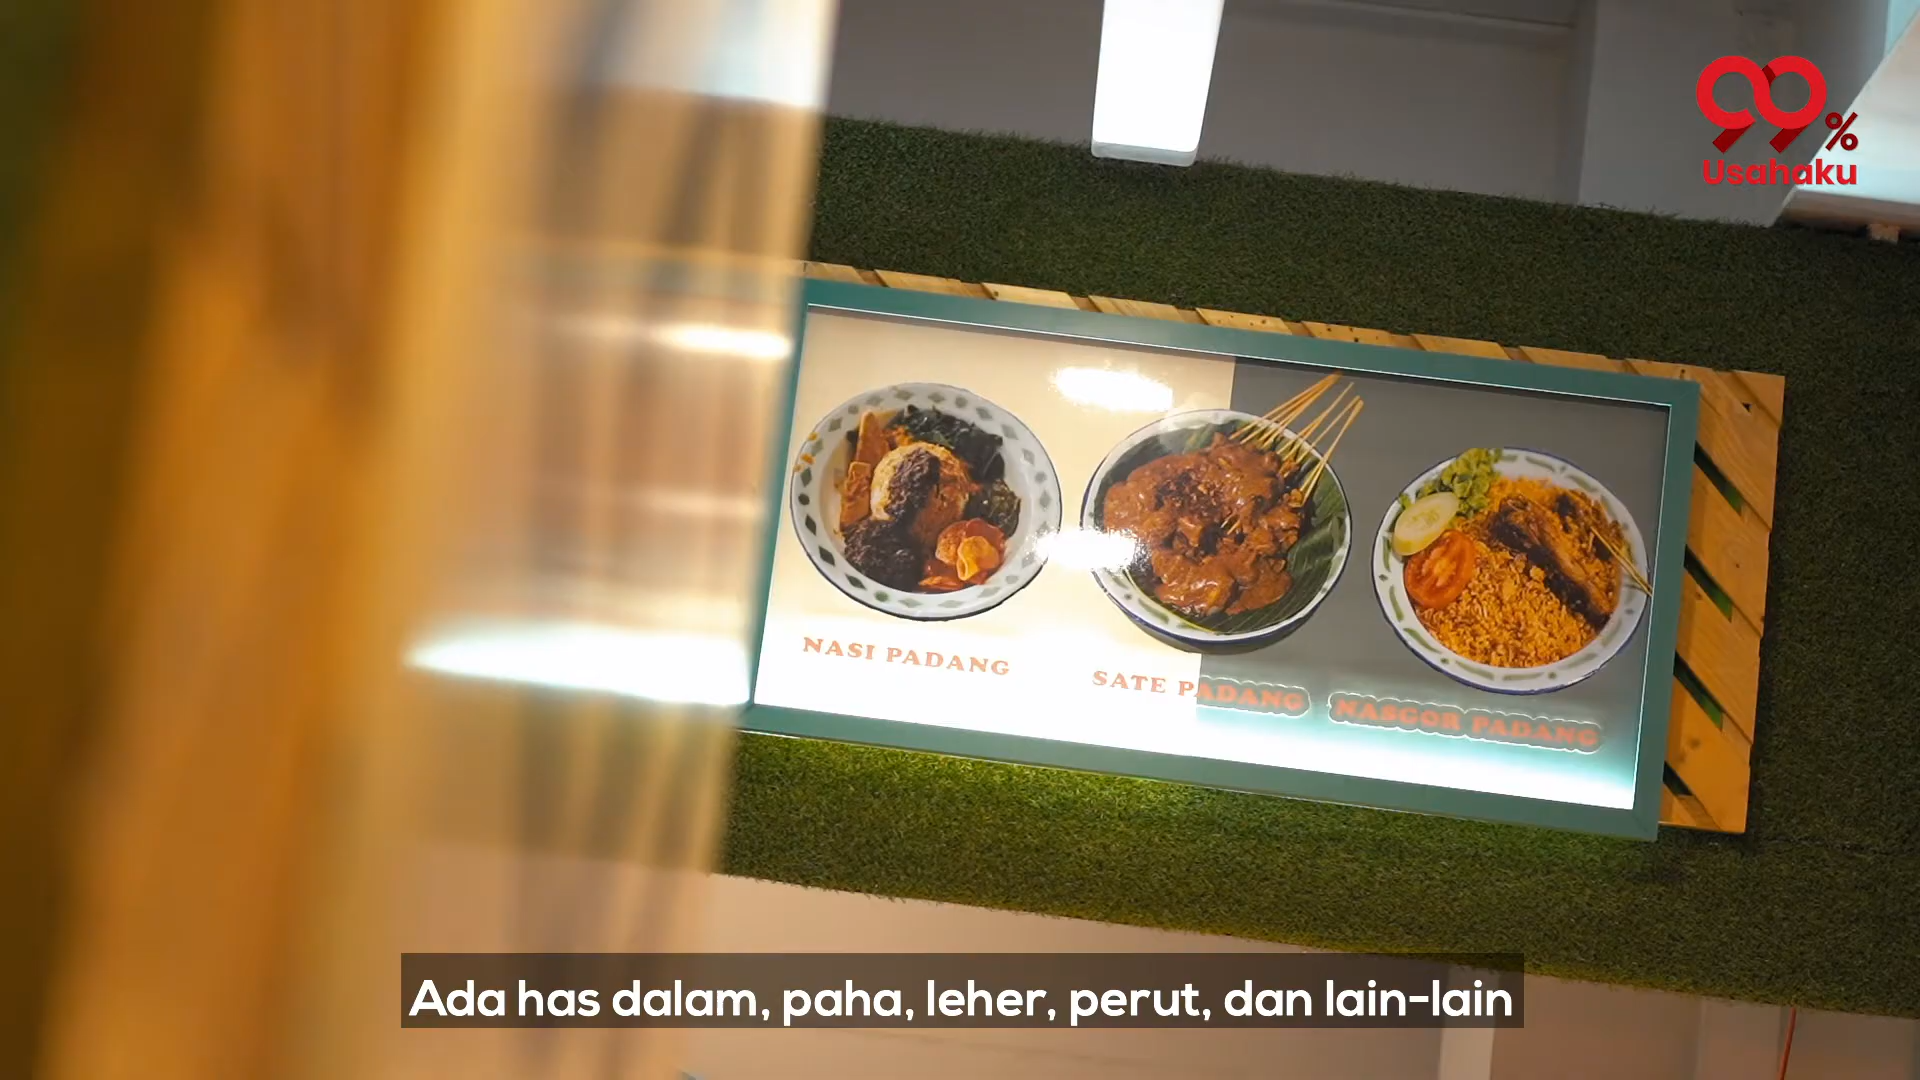 99%
Usahaku
NASI PADANG
SATE PADANG
NASGOR PADANG
Ada has dalam, paha, leher, perut, dan lain-lain